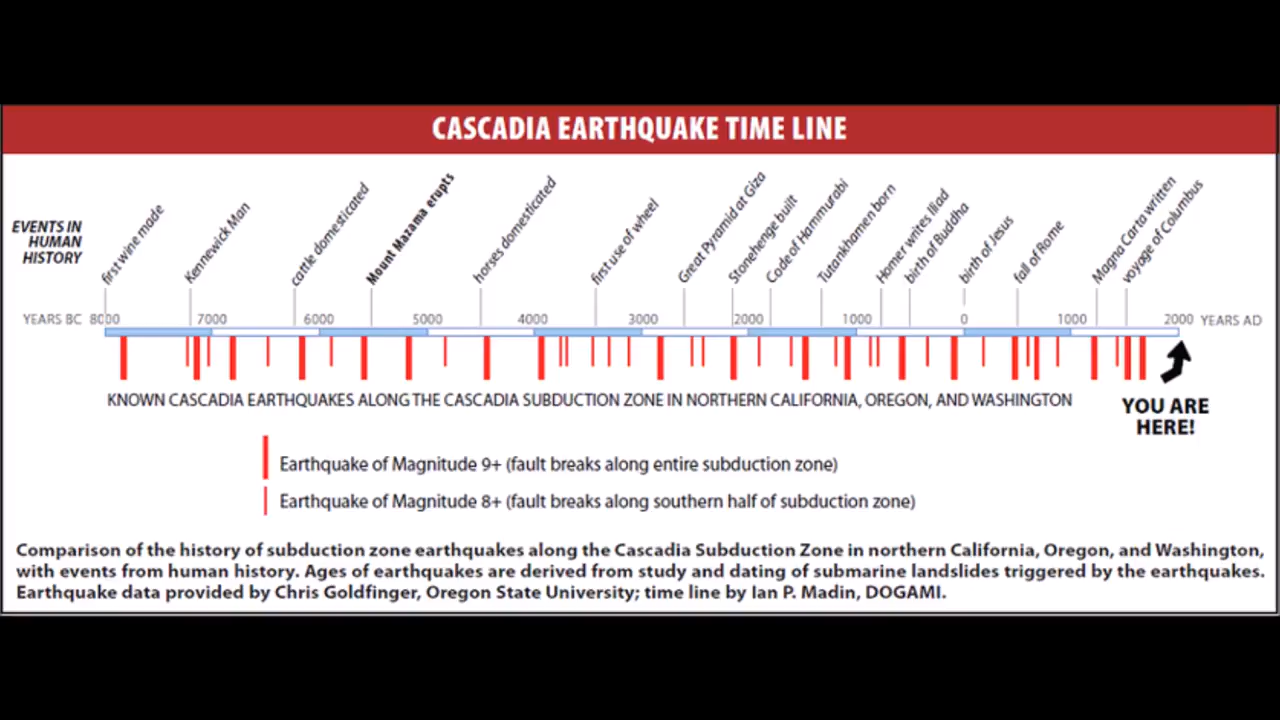 CASCADIA EARTHQUAKE TIME LINE
EVENTS IN
HUMAN
HISTORY
first wine made
Kennewick Man
cattle domesticated
Mount Mazama erupts
horses domesticated
first use of wheel
Great Pyramid at Giza
Stonehenge built
Code of Hammurabi
Tutankhamen born
Homer writes Iliad
birth of Buddha
birth of Jesus
fall of Rome
Magna Carta written
voyage of Columbus
YEARS BC 8000 7000 6000 5000 4000 3000 2000 1000 0 1000 2000 YEARS AD
KNOWN CASCADIA EARTHQUAKES ALONG THE CASCADIA SUBDUCTION ZONE IN NORTHERN CALIFORNIA, OREGON, AND WASHINGTON
YOU ARE
HERE!
Earthquake of Magnitude 9+ (fault breaks along entire subduction zone)
Earthquake of Magnitude 8+ (fault breaks along southern half of subduction zone)
Comparison of the history of subduction zone earthquakes along the Cascadia Subduction Zone in northern California, Oregon, and Washington,
with events from human history. Ages of earthquakes are derived from study and dating of submarine landslides triggered by the earthquakes.
Earthquake data provided by Chris Goldfinger, Oregon State University; time line by Ian P. Madin, DOGAMI.